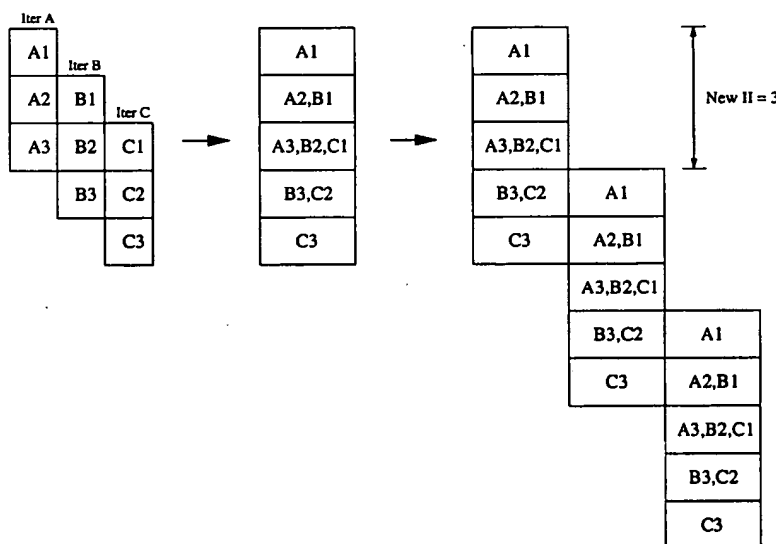 Iter A
Iter B
Iter C
A1
A2
A3
B1
B2
B3
C1
C2
C3
A1
A2,B1
A3,B2,C1
B3,C2
C3
A1
A2,B1
A3,B2,C1
B3,C2
C3
A1
A2,B1
A3,B2,C1
B3,C2
C3
A1
A2,B1
A3,B2,C1
B3,C2
C3
New II = 3